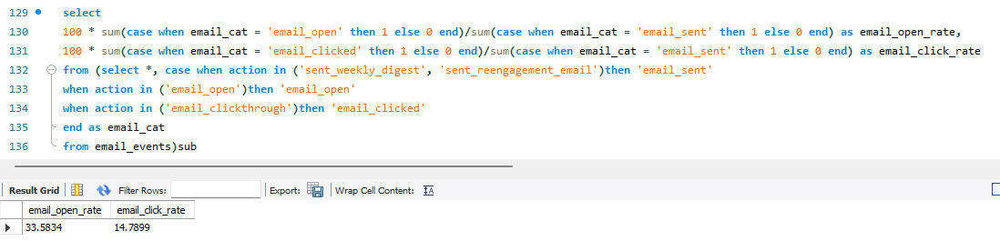 129 select
130 100 * sum(case when email_cat = 'email_open' then 1 else 0 end)/sum(case when email_cat = 'email_sent' then 1 else 0 end) as email_open_rate,
131 100 * sum(case when email_cat = 'email_clicked' then 1 else 0 end)/sum(case when email_cat = 'email_sent' then 1 else 0 end) as email_click_rate
132 from (select *, case when action in ('sent_weekly_digest', 'sent_reengagement_email')then 'email_sent'
133 when action in ('email_open')then 'email_open'
134 when action in ('email_clickthrough')then 'email_clicked'
135 end as email_cat
136 from email_events)sub
Result Grid Filter Rows: Export: Wrap Cell Content:
email_open_rate email_click_rate
33.5834 14.7899